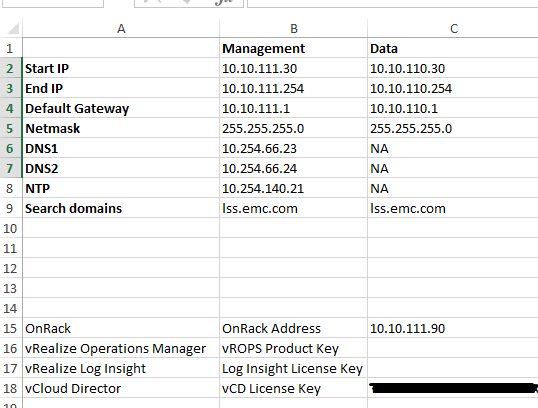 A B C
1 Management Data
2 Start IP 10.10.111.30 10.10.110.30
3 End IP 10.10.111.254 10.10.110.254
4 Default Gateway 10.10.111.1 10.10.110.1
5 Netmask 255.255.255.0 255.255.255.0
6 DNS1 10.254.66.23 NA
7 DNS2 10.254.66.24 NA
8 NTP 10.254.140.21 NA
9 Search domains lss.emc.com lss.emc.com
10
11
12
13
14
15 OnRack OnRack Address 10.10.111.90
16 vRealize Operations Manager vROPS Product Key
17 vRealize Log Insight Log Insight License Key
18 vCloud Director vCD License Key